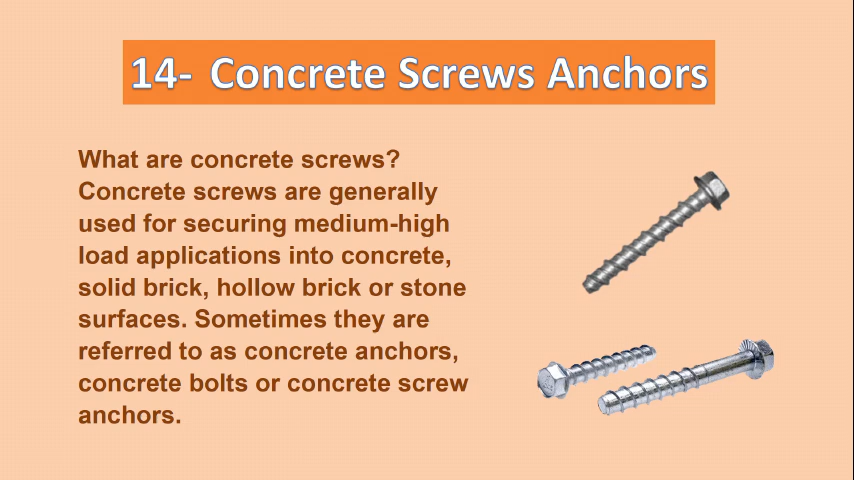 14- Concrete Screws Anchors
What are concrete screws?
Concrete screws are generally
used for securing medium-high
load applications into concrete,
solid brick, hollow brick or stone
surfaces. Sometimes they are
referred to as concrete anchors,
concrete bolts or concrete screw
anchors.